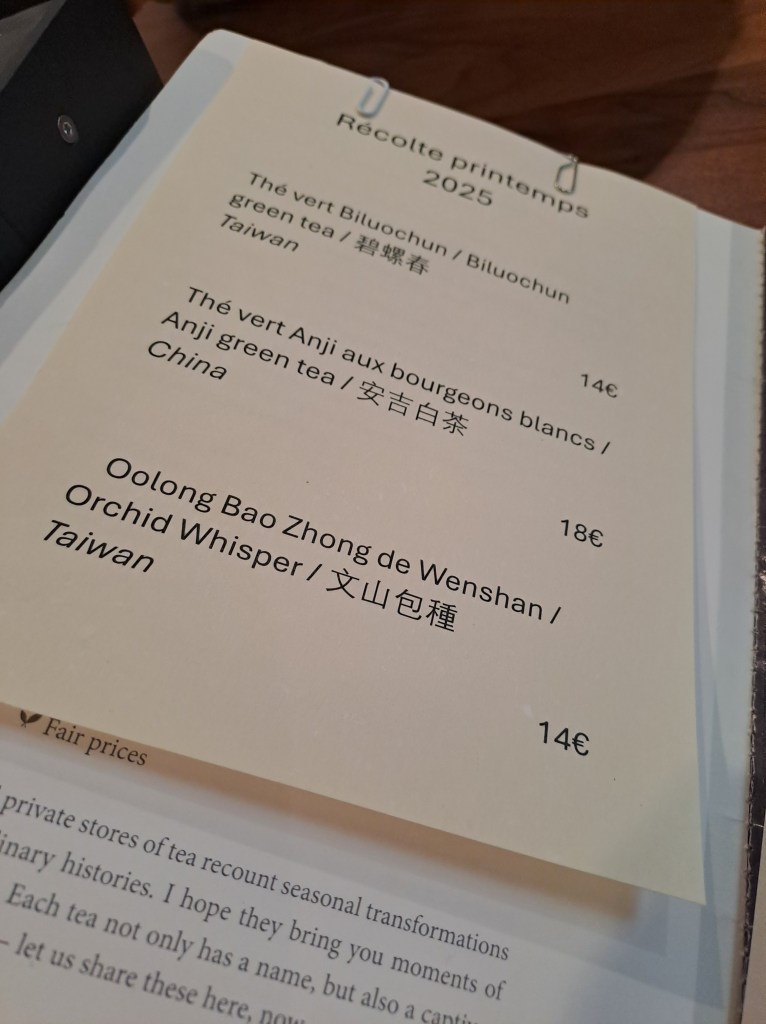 Récolte printemps
2025
Thé vert Biluochun / Biluochun
green tea / 碧螺春
Taiwan
14€
Thé vert Anji aux bourgeons blancs /
Anji green tea / 安吉白茶
China
18€
Oolong Bao Zhong de Wenshan /
Orchid Whisper / 文山包種
Taiwan
14€
Fair prices
private stores of tea recount seasonal transformations
histories. I hope they bring you moments of
Each tea not only has a name, but also a
– let us share these here,